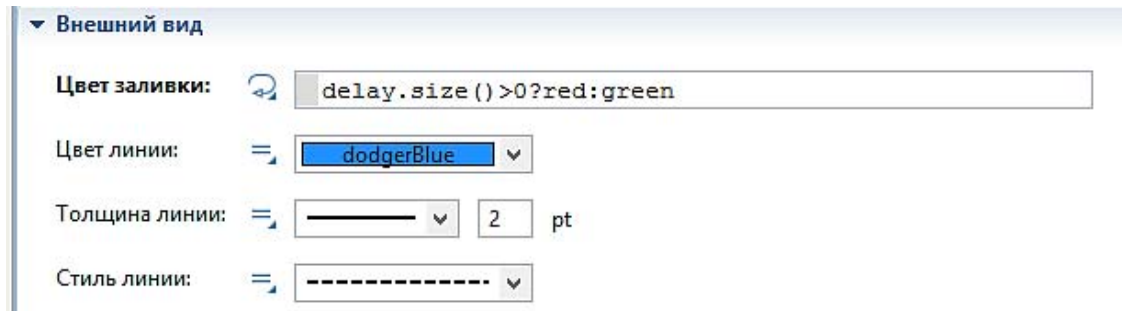 Внешний вид
Цвет заливки: delay.size()>0?red:green
Цвет линии: dodgerBlue
Толщина линии: 2 pt
Стиль линии: